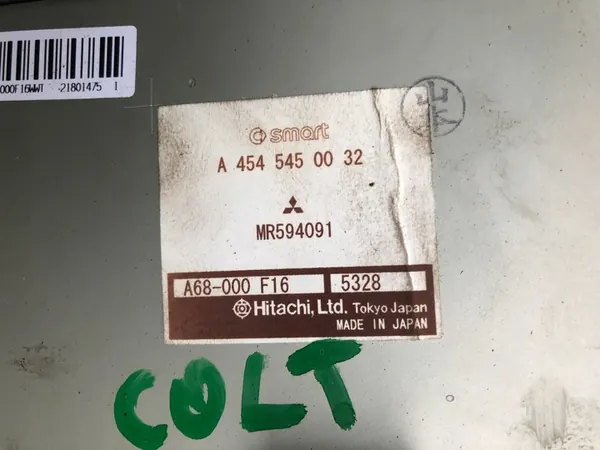 000F16WWT -21801475 1
smart
A 454 545 00 32
MR594091
A68-000 F16 5328
Hitachi, Ltd. Tokyo Japan
MADE IN JAPAN
COLT